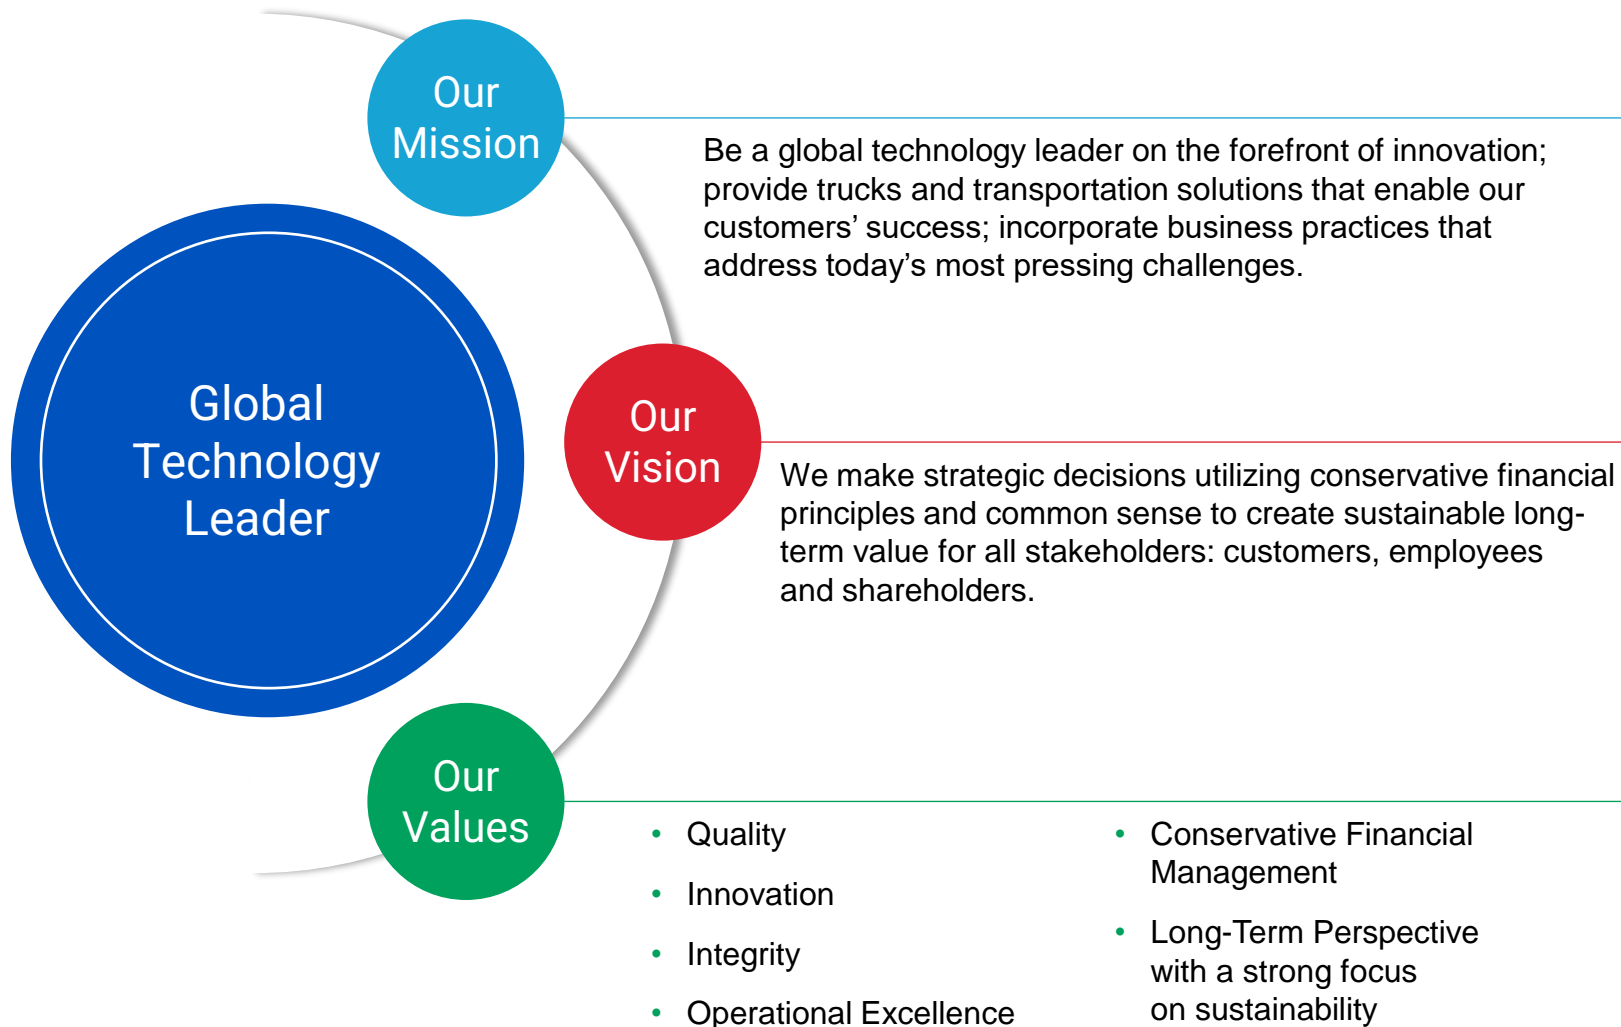 Our
Mission
Be a global technology leader on the forefront of innovation;
provide trucks and transportation solutions that enable our
customers’ success; incorporate business practices that
address today’s most pressing challenges.
Global
Technology
Leader
Our
Vision
We make strategic decisions utilizing conservative financial
principles and common sense to create sustainable long-
term value for all stakeholders: customers, employees
and shareholders.
Our
Values
• Quality
• Innovation
• Integrity
• Operational Excellence
• Conservative Financial
Management
• Long-Term Perspective
with a strong focus
on sustainability